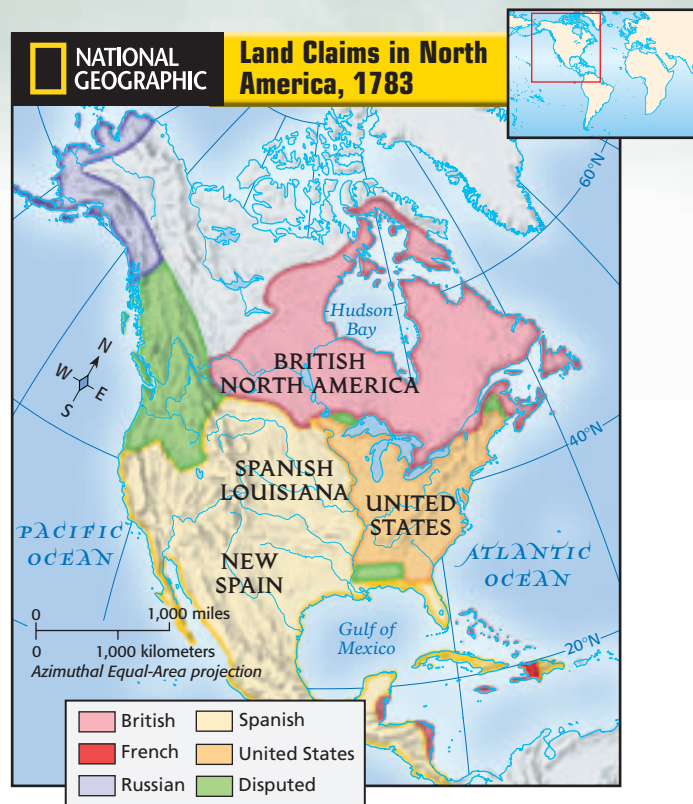 NATIONAL
GEOGRAPHIC
Land Claims in North
America, 1783
60°N
Hudson
Bay
BRITISH
NORTH AMERICA
N
W
E
S
40°N
SPANISH
LOUISIANA
UNITED
STATES
PACIFIC
OCEAN
ATLANTIC
OCEAN
NEW
SPAIN
0
1,000 miles
0
1,000 kilometers
Azimuthal Equal-Area projection
Gulf of
Mexico
20°N
British
Spanish
French
United States
Russian
Disputed